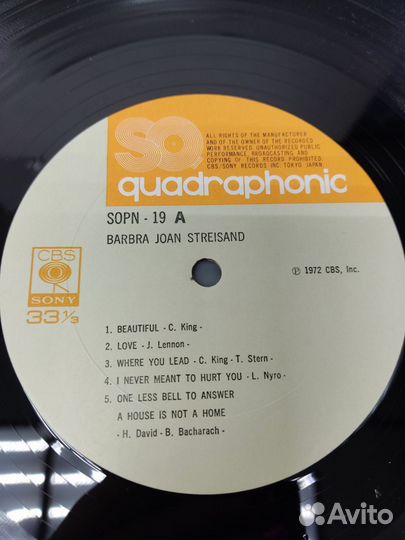 SQ
ALL RIGHTS OF THE MANUFACTURER
AND OF THE OWNER OF THE RECORDED
WORK RESERVED. UNAUTHORIZED PUBLIC
PERFORMANCE, BROADCASTING AND
COPYING OF THIS RECORD PROHIBITED.
CBS/SONY RECORDS INC. TOKYO JAPAN.
quadraphonic
SOPN - 19 A
BARBRA JOAN STREISAND
CBS
SONY
33 1/3
℗ 1972 CBS, Inc.
1. BEAUTIFUL - C. King -
2. LOVE - J. Lennon -
3. WHERE YOU LEAD - C. King - T. Stern -
4. I NEVER MEANT TO HURT YOU - L. Nyro -
5. ONE LESS BELL TO ANSWER
A HOUSE IS NOT A HOME
- H. David - B. Bacharach -
Avito